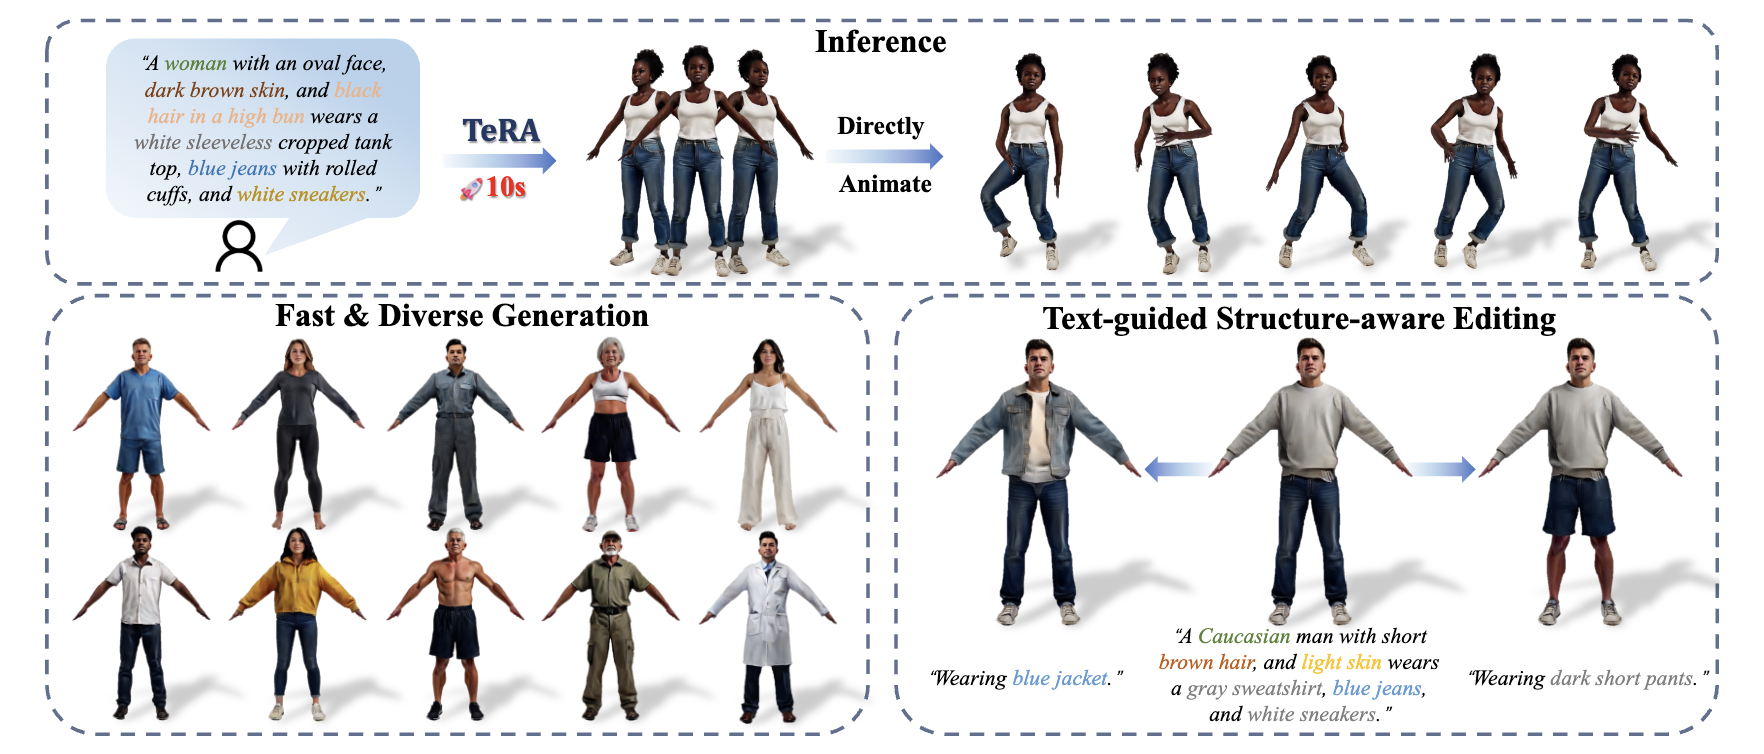 Inference
“A woman with an oval face,
dark brown skin, and black
hair in a high bun wears a
white sleeveless cropped tank
top, blue jeans with rolled
cuffs, and white sneakers.”
TeRA
10s
Directly
Animate
Fast & Diverse Generation
Text-guided Structure-aware Editing
“Wearing blue jacket.”
“A Caucasian man with short
brown hair, and light skin wears
a gray sweatshirt, blue jeans,
and white sneakers.”
“Wearing dark short pants.”